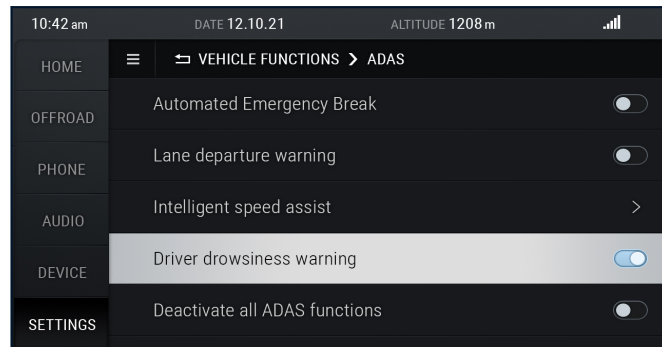 10:42 am DATE 12.10.21 ALTITUDE 1208 m
HOME
OFFROAD
PHONE
AUDIO
DEVICE
SETTINGS
VEHICLE FUNCTIONS > ADAS
Automated Emergency Break
Lane departure warning
Intelligent speed assist >
Driver drowsiness warning
Deactivate all ADAS functions